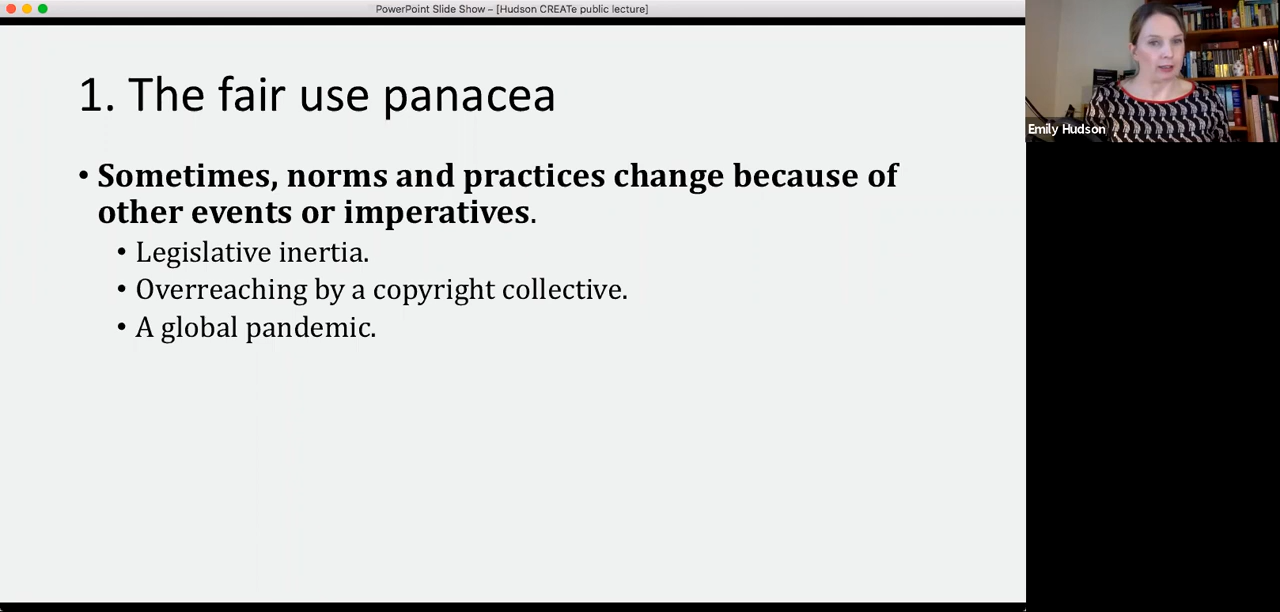 PowerPoint Slide Show – [Hudson CREATe public lecture]
1. The fair use panacea
• Sometimes, norms and practices change because of
other events or imperatives.
• Legislative inertia.
• Overreaching by a copyright collective.
• A global pandemic.
Emily Hudson